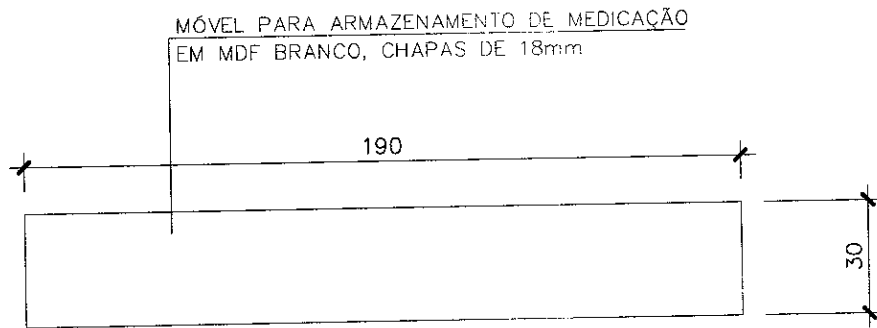 MÓVEL PARA ARMAZENAMENTO DE MEDICAÇÃO
EM MDF BRANCO, CHAPAS DE 18mm
190
30